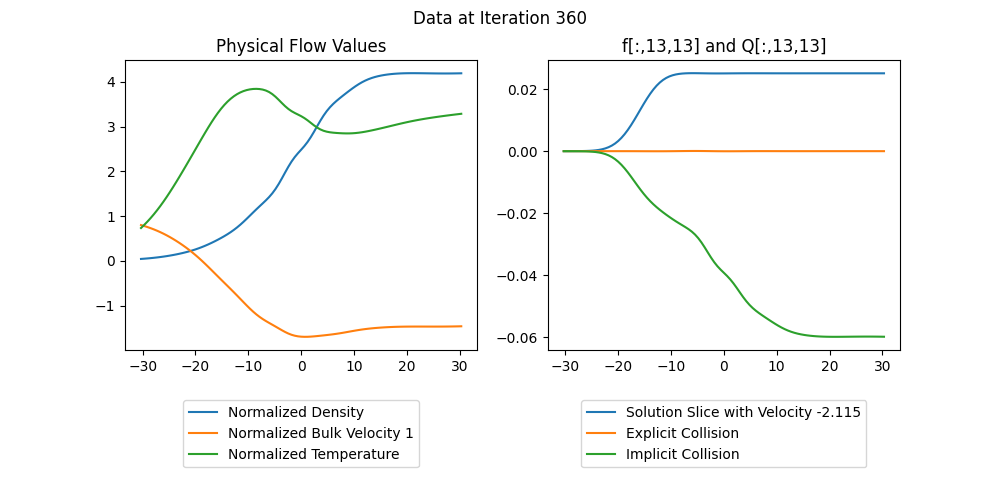 Data at Iteration 360
Physical Flow Values
4
3
2
1
0
−1
−30
−20
−10
0
10
20
30
Normalized Density
Normalized Bulk Velocity 1
Normalized Temperature
f[:,13,13] and Q[:,13,13]
0.02
0.00
−0.02
−0.04
−0.06
−30
−20
−10
0
10
20
30
Solution Slice with Velocity -2.115
Explicit Collision
Implicit Collision